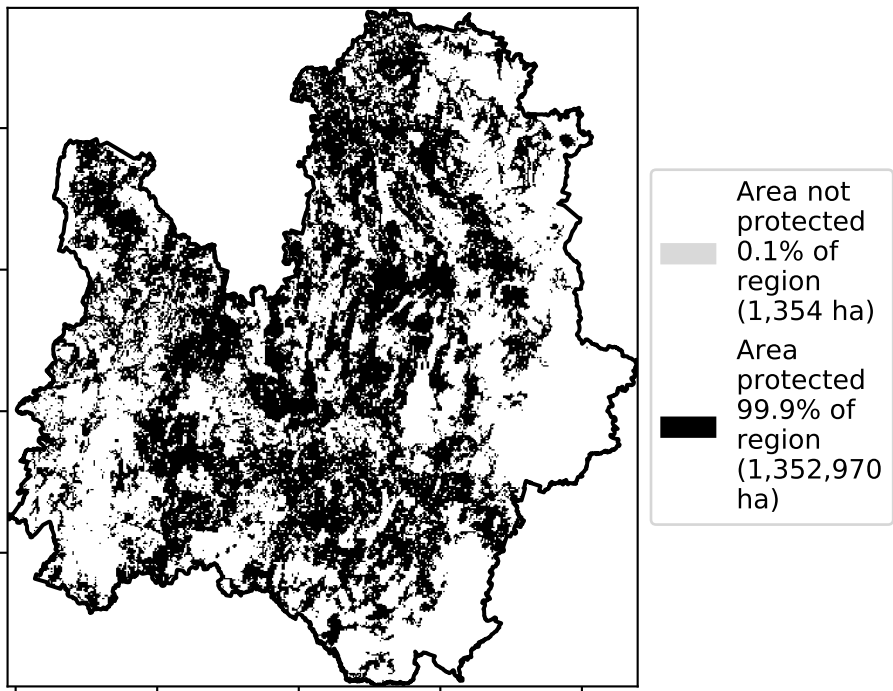 Area not
protected
0.1% of
region
(1,354 ha)
Area
protected
99.9% of
region
(1,352,970
ha)